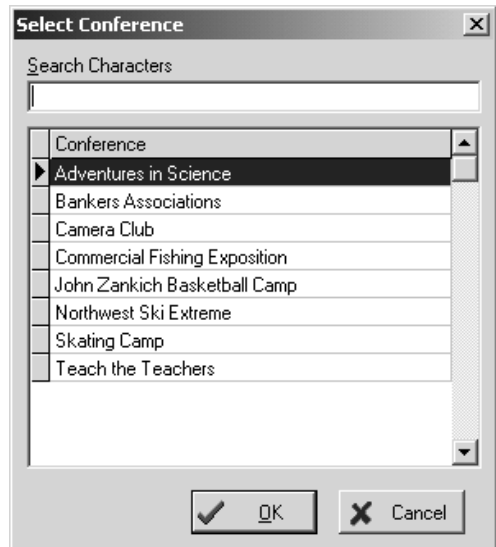 Select Conference
Search Characters
Conference
Adventures in Science
Bankers Associations
Camera Club
Commercial Fishing Exposition
John Zankich Basketball Camp
Northwest Ski Extreme
Skating Camp
Teach the Teachers
OK Cancel